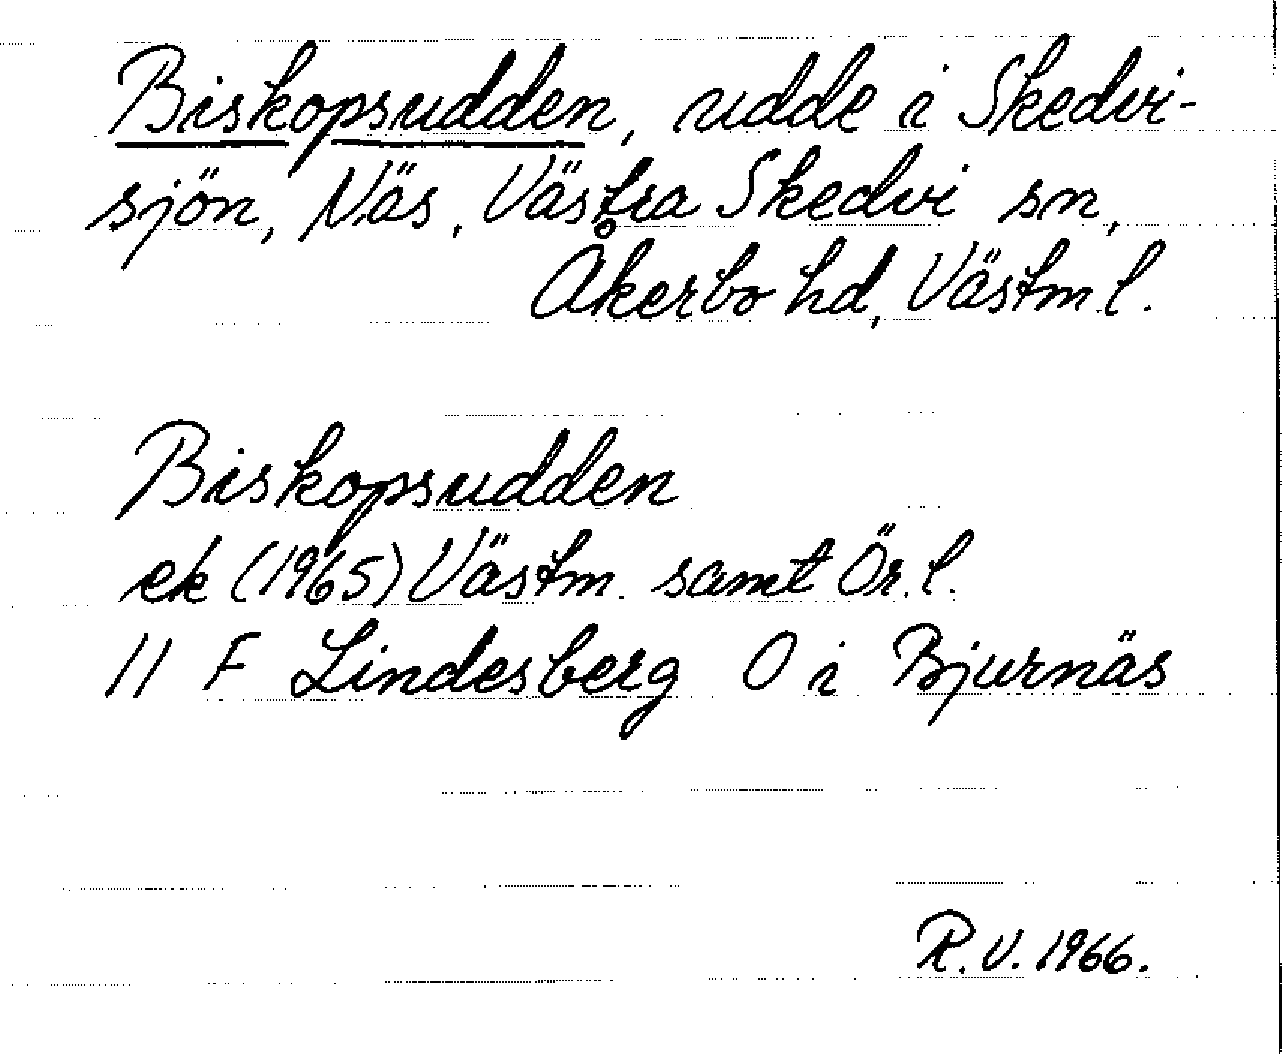 Biskopsudden, udde i Skedvi-
sjön, Näs, Västra Skedvi sn,
Åkerbo hd, Västm l.
Biskopsudden
ek (1965) Västm. samt Ör. l.
11 F Lindesberg O i Bjurnäs
R.V. 1966.